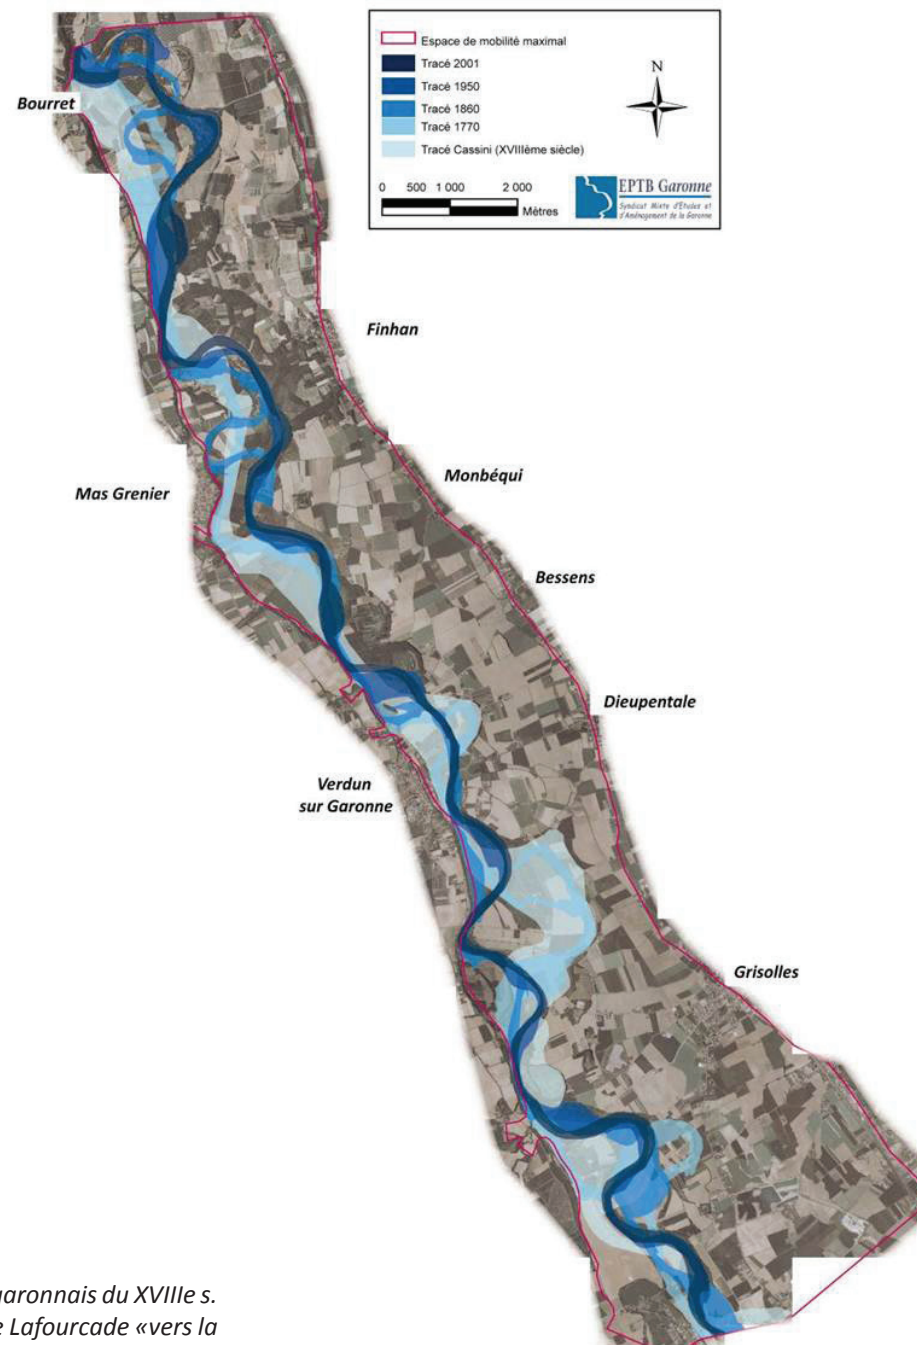 Espace de mobilité maximal
Tracé 2001
Tracé 1950
Tracé 1860
Tracé 1770
Tracé Cassini (XVIIIème siècle)
N
0 500 1 000 2 000
Mètres
EPTB Garonne
Syndicat Mixte d'Etudes et
d'Aménagement de la Garonne
Bourret
Finhan
Monbéqui
Mas Grenier
Bessens
Dieupentale
Verdun
sur Garonne
Grisolles
garonnais du XVIIIe s.
e Lafourcade «vers la